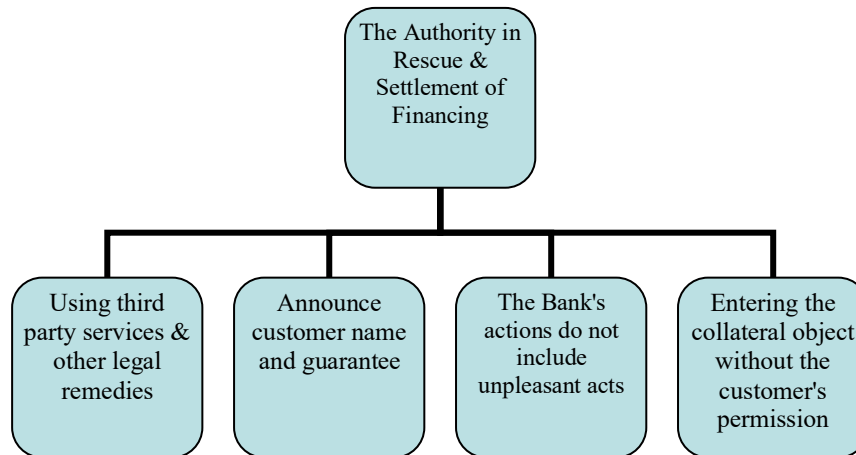 The Authority in
Rescue &
Settlement of
Financing
Using third
party services &
other legal
remedies
Announce
customer name
and guarantee
The Bank's
actions do not
include
unpleasant acts
Entering the
collateral object
without the
customer's
permission